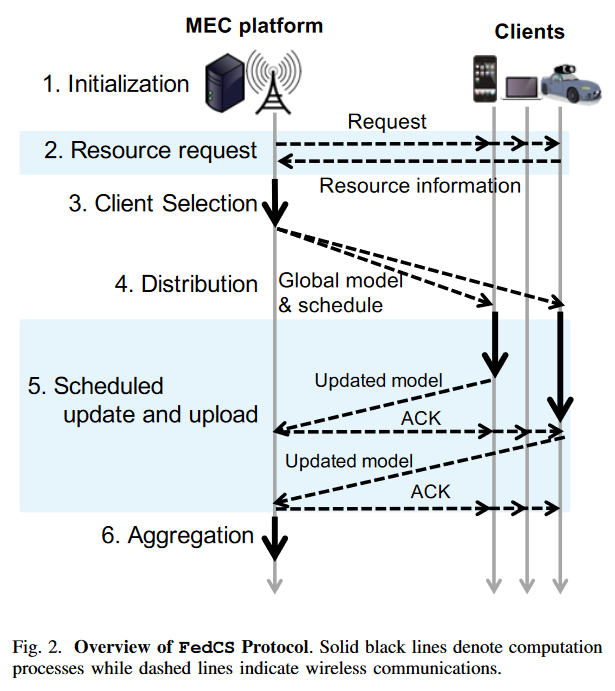 MEC platform
Clients
1. Initialization
Request
2. Resource request
Resource information
3. Client Selection
4. Distribution
Global model
& schedule
Updated model
5. Scheduled
update and upload
ACK
Updated model
ACK
6. Aggregation
Fig. 2. Overview of FedCS Protocol. Solid black lines denote computation
processes while dashed lines indicate wireless communications.